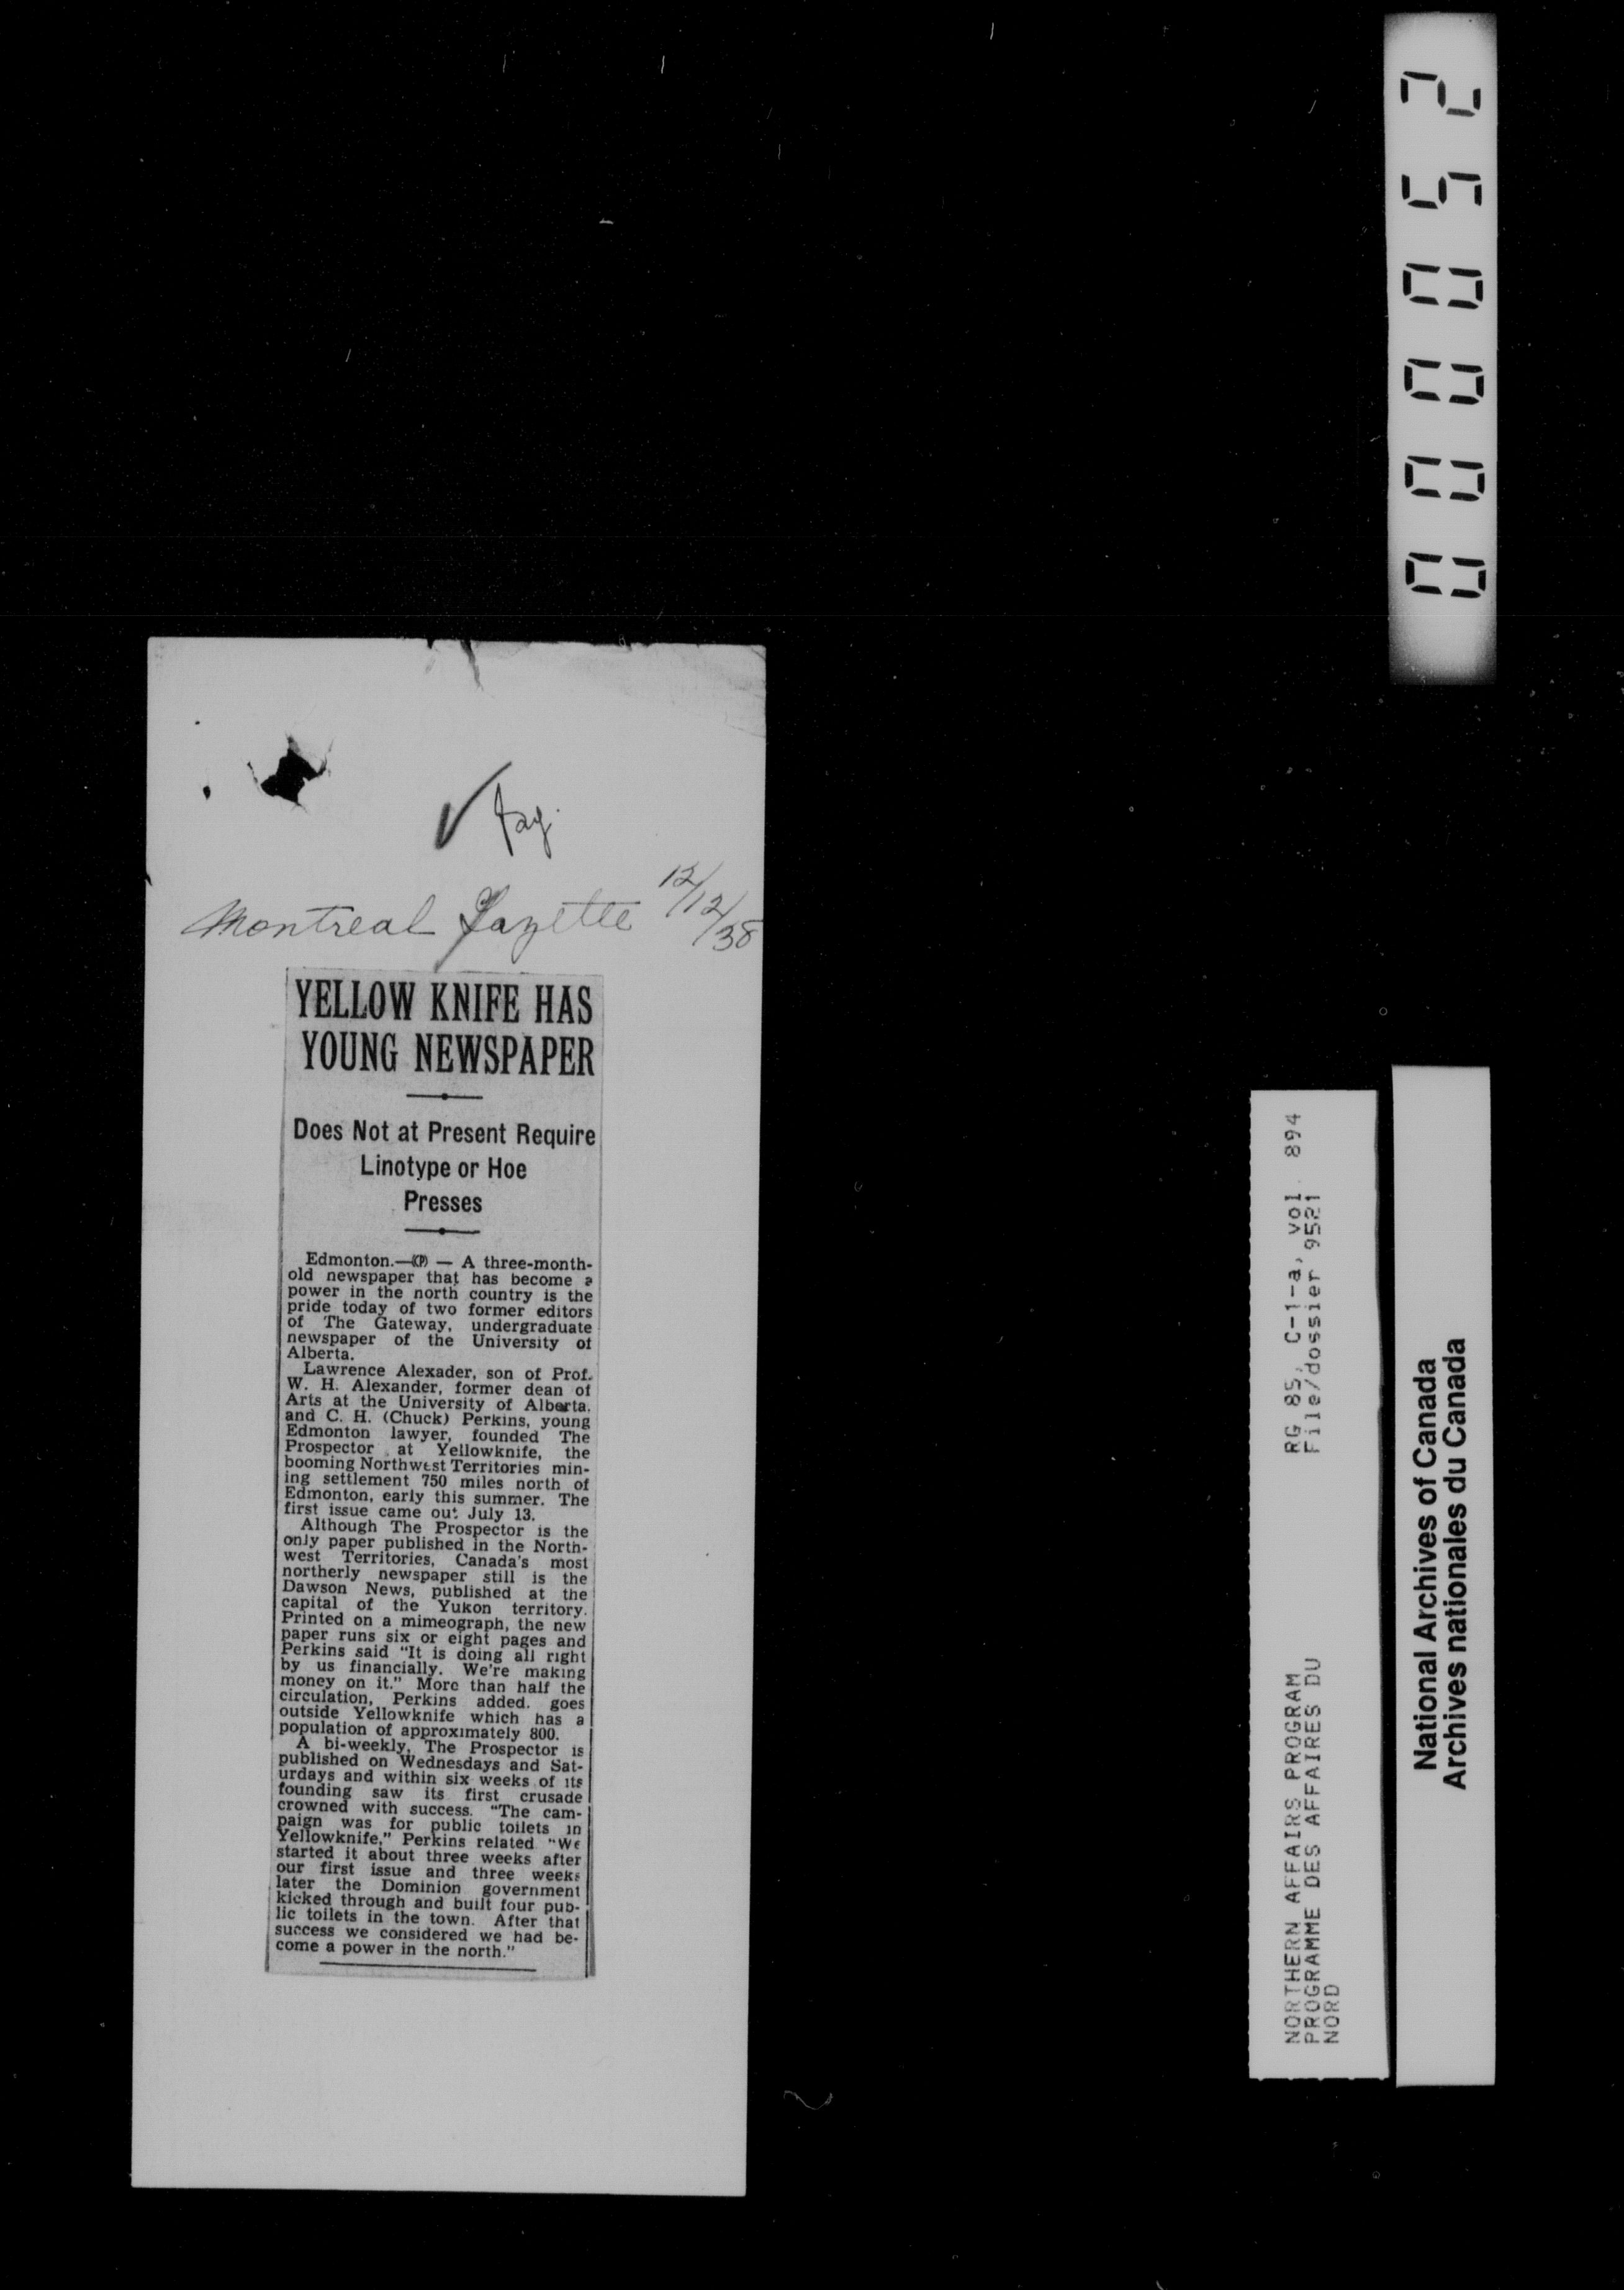 Montreal Gazette 12/12/38
YELLOW KNIFE HAS
YOUNG NEWSPAPER
Does Not at Present Require
Linotype or Hoe
Presses
Edmonton.—(CP) — A three-month-
old newspaper that has become a
power in the north country is the
pride today of two former editors
of The Gateway, undergraduate
newspaper of the University of
Alberta.
Lawrence Alexader, son of Prof.
W. H. Alexander, former dean of
Arts at the University of Alberta,
and C. H. (Chuck) Perkins, young
Edmonton lawyer, founded The
Prospector at Yellowknife, the
booming Northwest Territories min-
ing settlement 750 miles north of
Edmonton, early this summer. The
first issue came out July 13.
Although The Prospector is the
only paper published in the North-
west Territories, Canada's most
northerly newspaper still is the
Dawson News, published at the
capital of the Yukon territory.
Printed on a mimeograph, the new
paper runs six or eight pages and
Perkins said "It is doing all right
by us financially. We're making
money on it." More than half the
circulation, Perkins added. goes
outside Yellowknife which has a
population of approximately 800.
A bi-weekly, The Prospector is
published on Wednesdays and Sat-
urdays and within six weeks of its
founding saw its first crusade
crowned with success. "The cam-
paign was for public toilets in
Yellowknife," Perkins related "We
started it about three weeks after
our first issue and three weeks
later the Dominion government
kicked through and built four pub-
lic toilets in the town. After that
success we considered we had be-
come a power in the north."
NORTHERN AFFAIRS PROGRAM RG 85, C-1-a, vol. 894
PROGRAMME DES AFFAIRES DU File/dossier 9521
NORD
National Archives of Canada
Archives nationales du Canada
000052